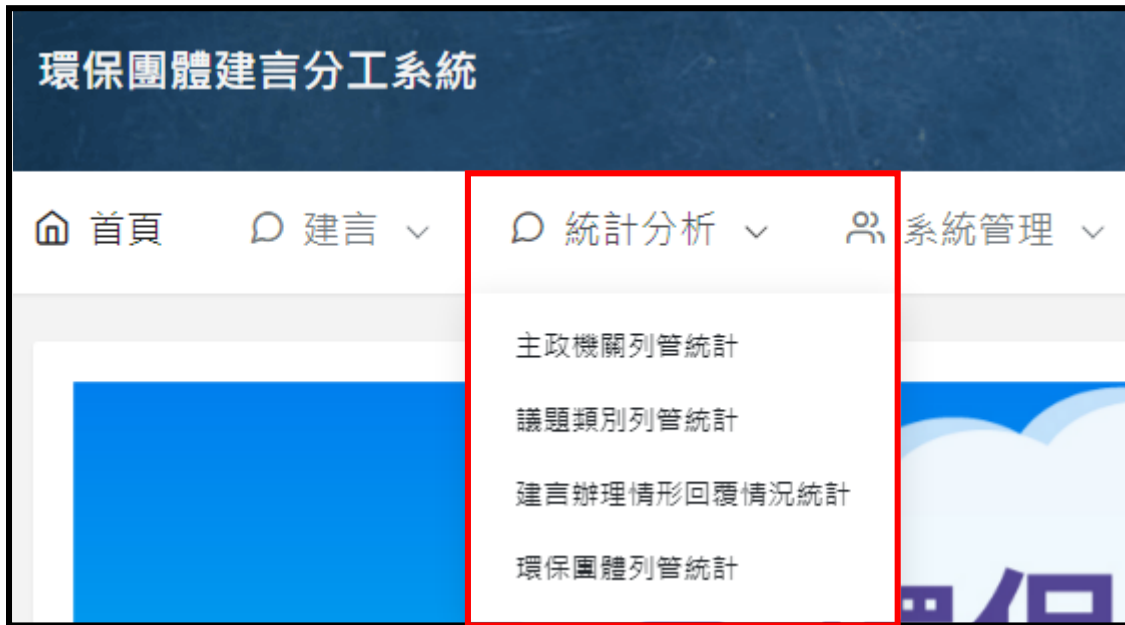 環保團體建言分工系統
首頁 建言 統計分析 系統管理
主政機關列管統計
議題類別列管統計
建言辦理情形回覆情況統計
環保團體列管統計
環保